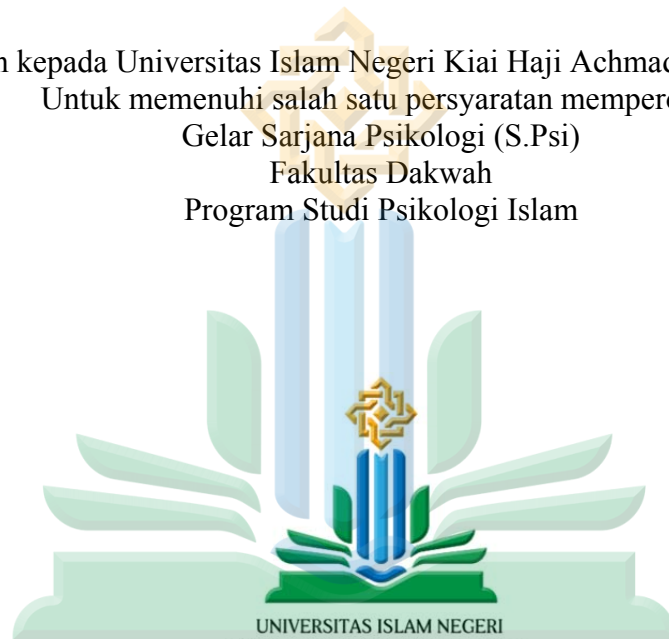 n kepada Universitas Islam Negeri Kiai Haji Achmad
Untuk memenuhi salah satu persyaratan memper
Gelar Sarjana Psikologi (S.Psi)
Fakultas Dakwah
Program Studi Psikologi Islam
UNIVERSITAS ISLAM NEGERI